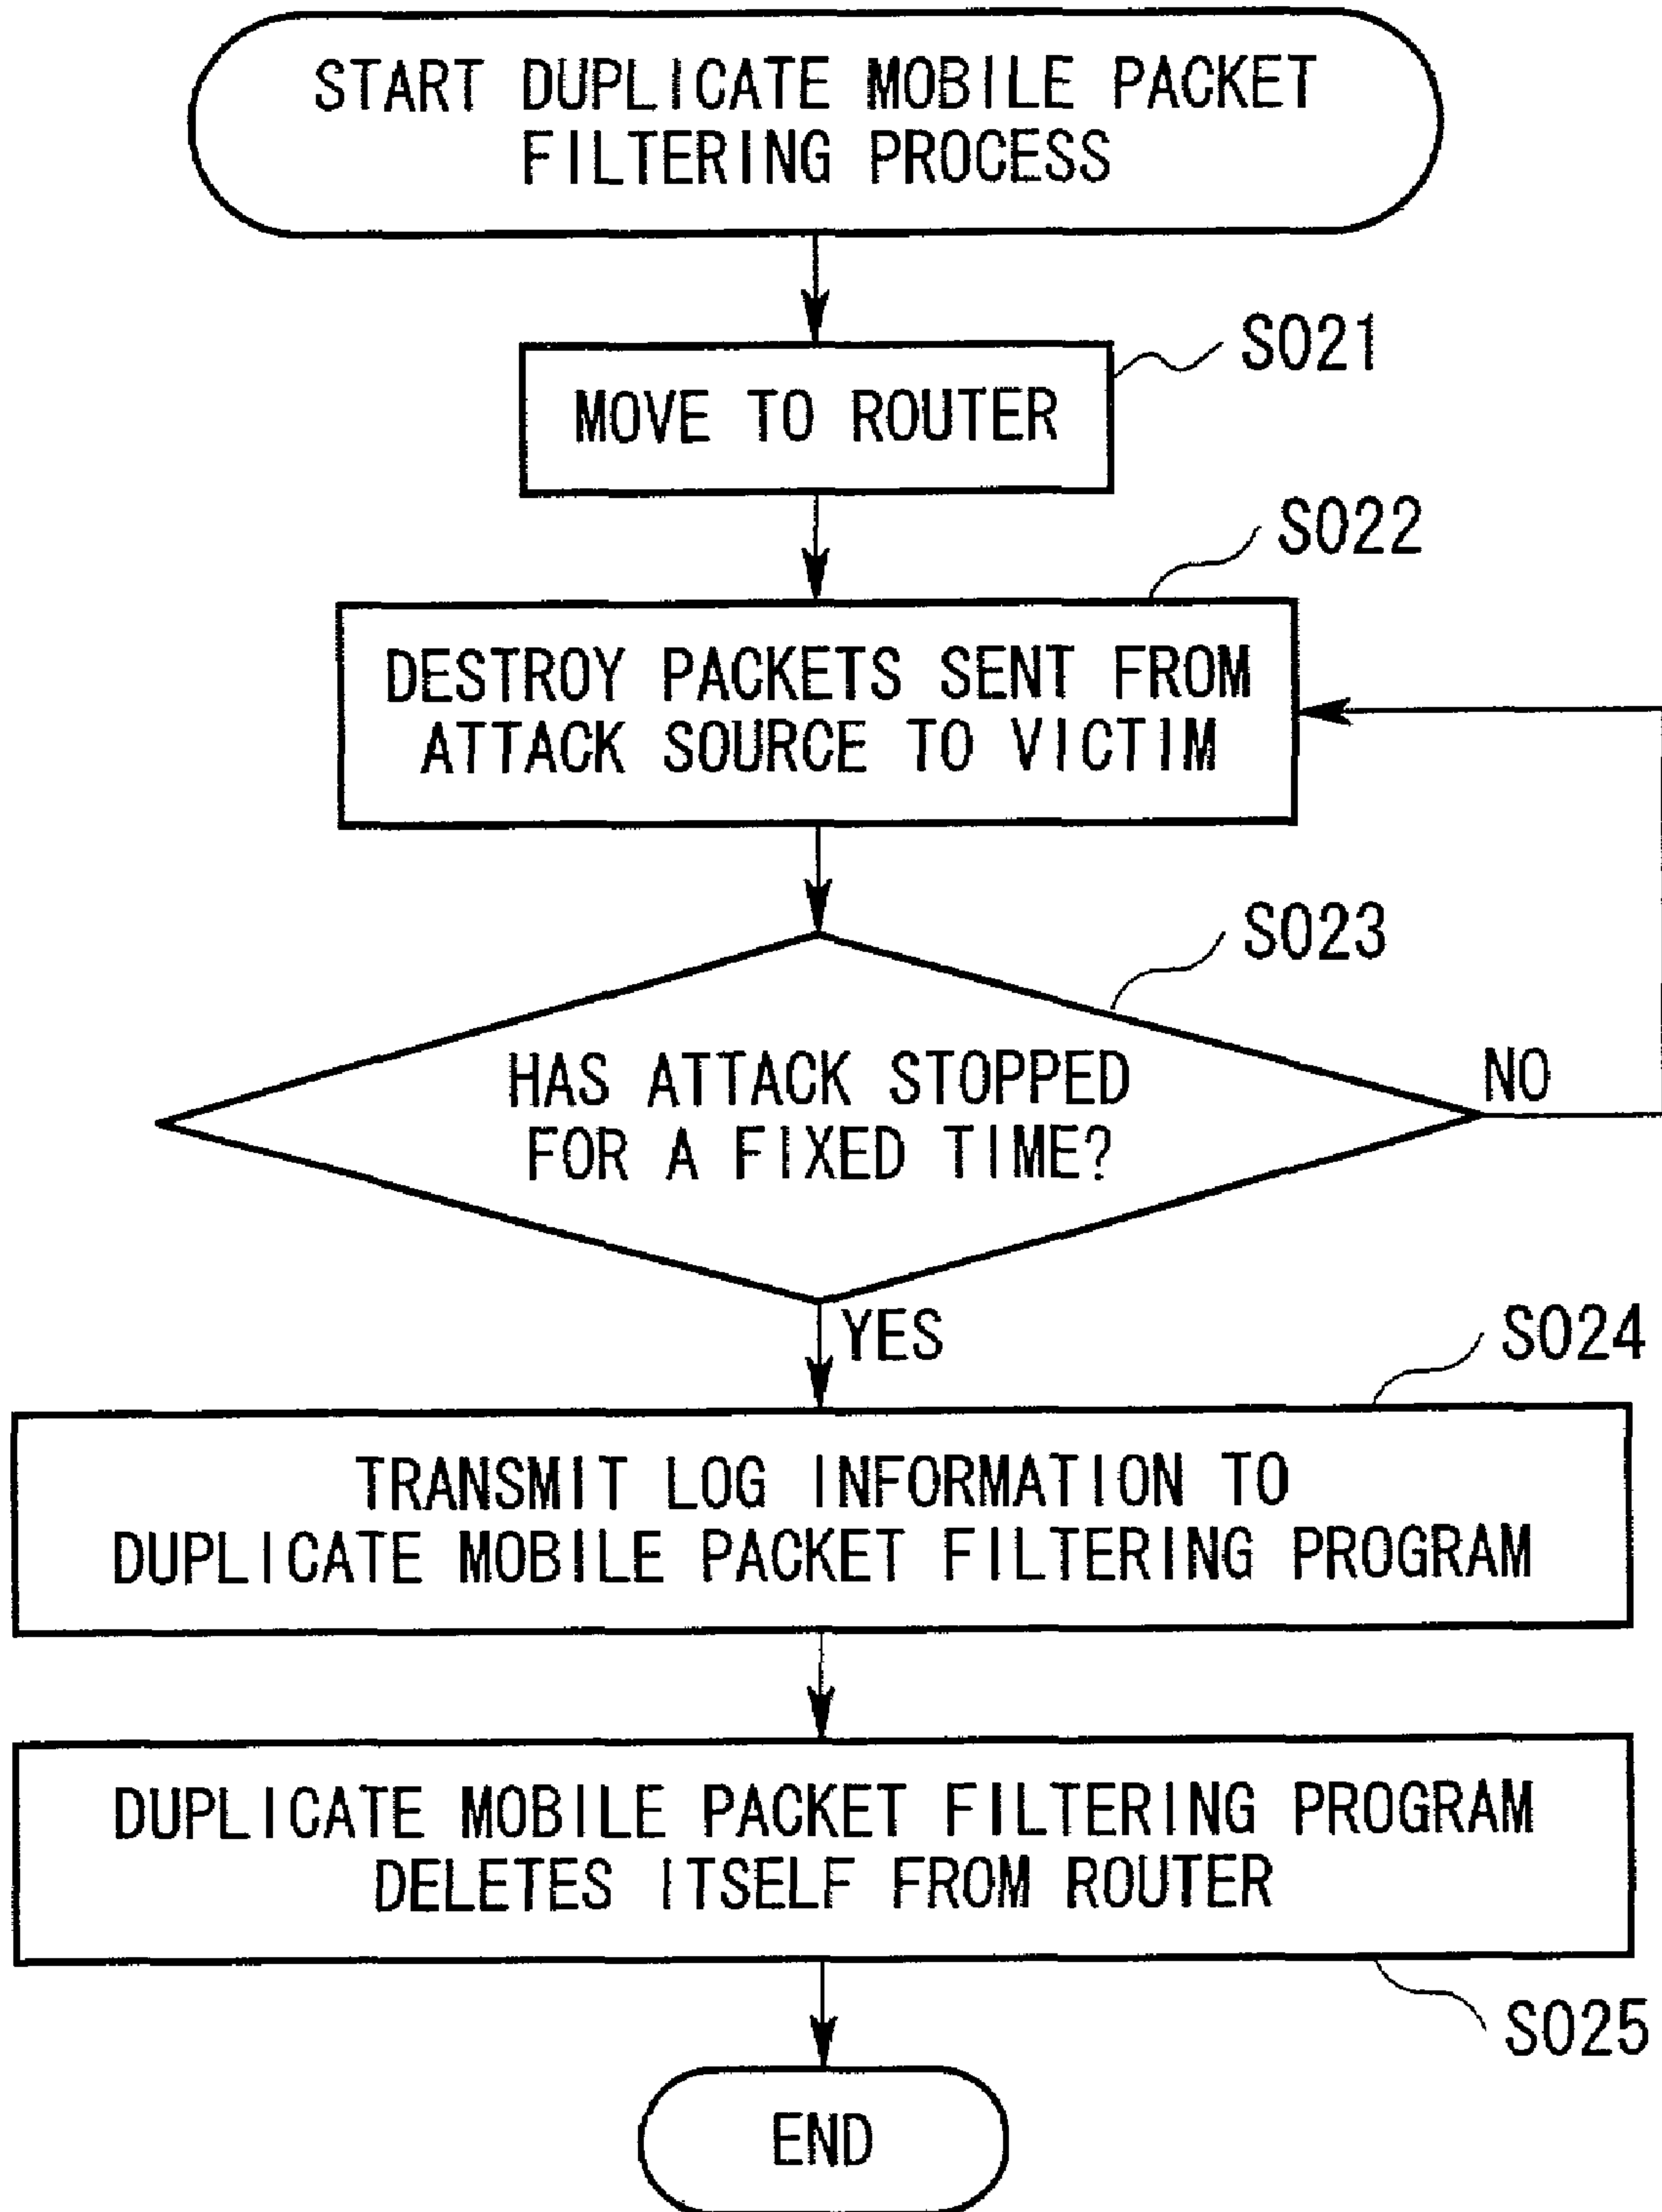 START DUPLICATE MOBILE PACKET
FILTERING PROCESS
S021
MOVE TO ROUTER
S022
DESTROY PACKETS SENT FROM
ATTACK SOURCE TO VICTIM
S023
HAS ATTACK STOPPED
FOR A FIXED TIME?
NO
YES
S024
TRANSMIT LOG INFORMATION TO
DUPLICATE MOBILE PACKET FILTERING PROGRAM
DUPLICATE MOBILE PACKET FILTERING PROGRAM
DELETES ITSELF FROM ROUTER
S025
END